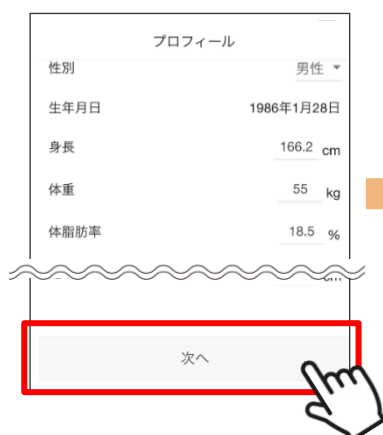 プロフィール
性別 男性
生年月日 1986年1月28日
身長 166.2 cm
体重 55 kg
体脂肪率 18.5 %
次へ